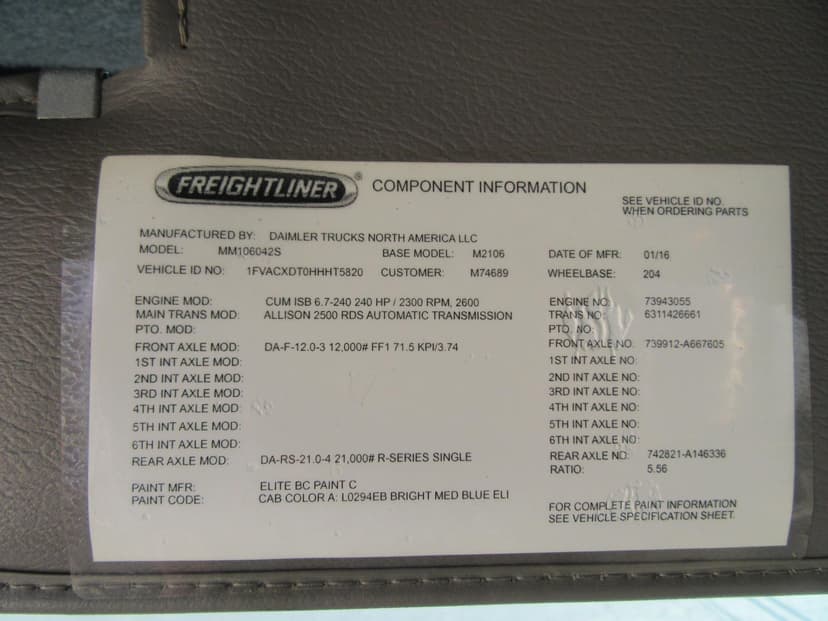 FREIGHTLINER® COMPONENT INFORMATION
SEE VEHICLE ID NO.
WHEN ORDERING PARTS
MANUFACTURED BY: DAIMLER TRUCKS NORTH AMERICA LLC
MODEL: MM106042S BASE MODEL: M2106 DATE OF MFR: 01/16
VEHICLE ID NO: 1FVACXDT0HHHT5820 CUSTOMER: M74689 WHEELBASE: 204
ENGINE MOD: CUM ISB 6.7-240 240 HP / 2300 RPM, 2600 ENGINE NO: 73943055
MAIN TRANS MOD: ALLISON 2500 RDS AUTOMATIC TRANSMISSION TRANS NO: 6311426661
PTO. MOD: PTO. NO:
FRONT AXLE MOD: DA-F-12.0-3 12,000# FF1 71.5 KPI/3.74 FRONT AXLE NO. 739912-A667605
1ST INT AXLE MOD: 1ST INT AXLE NO:
2ND INT AXLE MOD: 2ND INT AXLE NO:
3RD INT AXLE MOD: 3RD INT AXLE NO:
4TH INT AXLE MOD: 4TH INT AXLE NO:
5TH INT AXLE MOD: 5TH INT AXLE NO:
6TH INT AXLE MOD: 6TH INT AXLE NO:
REAR AXLE MOD: DA-RS-21.0-4 21,000# R-SERIES SINGLE REAR AXLE NO: 742821-A146336
RATIO: 5.56
PAINT MFR: ELITE BC PAINT C
PAINT CODE: CAB COLOR A: L0294EB BRIGHT MED BLUE ELI
FOR COMPLETE PAINT INFORMATION
SEE VEHICLE SPECIFICATION SHEET.